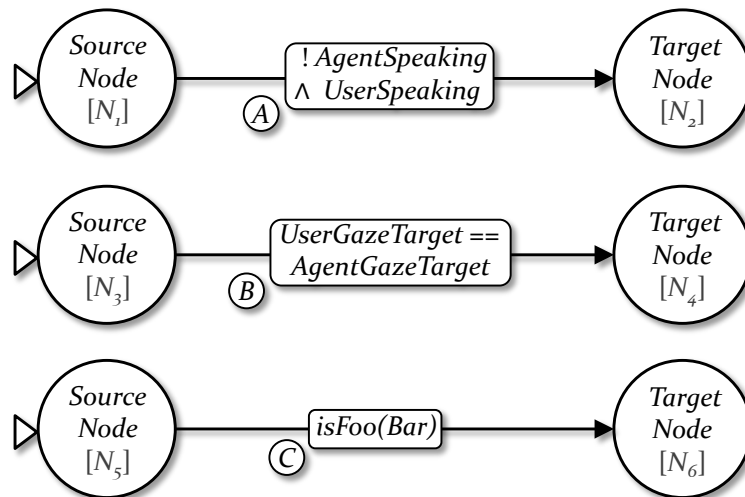 Source
Node
[N₁]
! AgentSpeaking
∧ UserSpeaking
A
Target
Node
[N₂]
Source
Node
[N₃]
UserGazeTarget ==
AgentGazeTarget
B
Target
Node
[N₄]
Source
Node
[N₅]
isFoo(Bar)
C
Target
Node
[N₆]